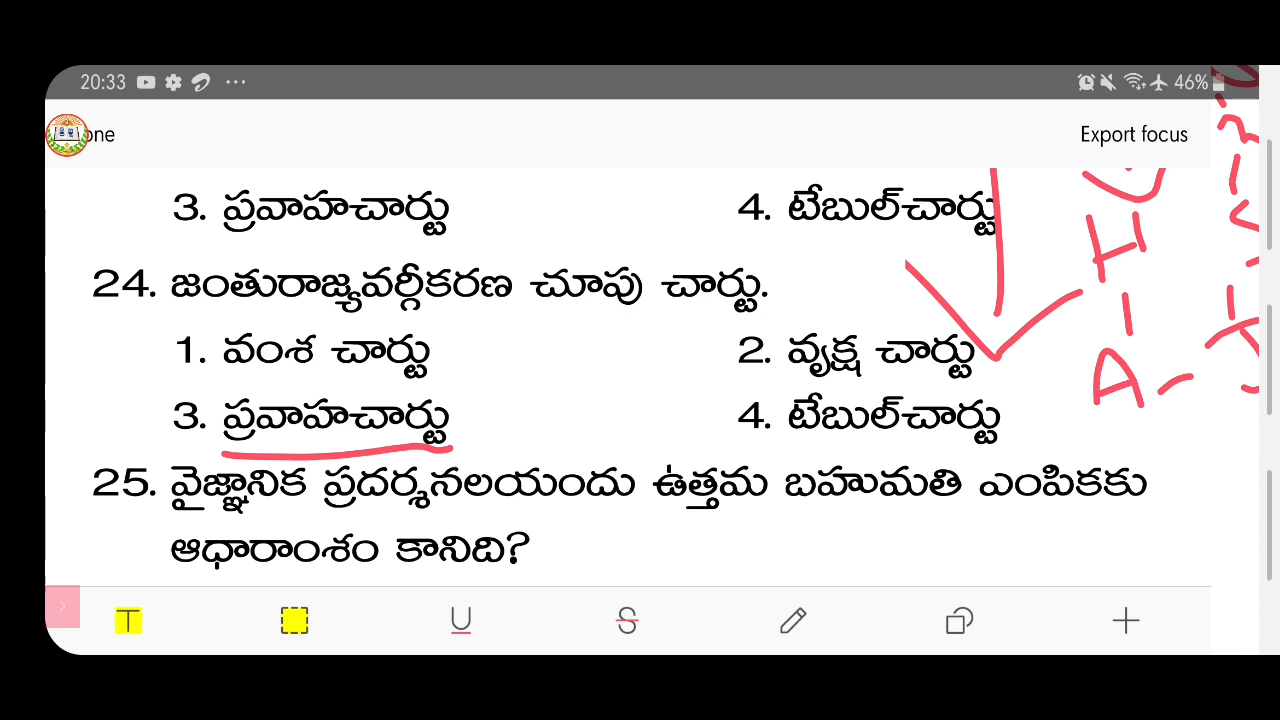 20:33
46%
one
Export focus
3. ప్రవాహచార్టు
4. టేబుల్‌చార్టు
24. జంతురాజ్యవర్గీకరణ చూపు చార్టు.
1. వంశ చార్టు
2. వృక్ష చార్టు
3. ప్రవాహచార్టు
4. టేబుల్‌చార్టు
25. వైజ్ఞానిక ప్రదర్శనలయందు ఉత్తమ బహుమతి ఎంపికకు
ఆధారాంశం కానిది?
H
A -
T
U
S